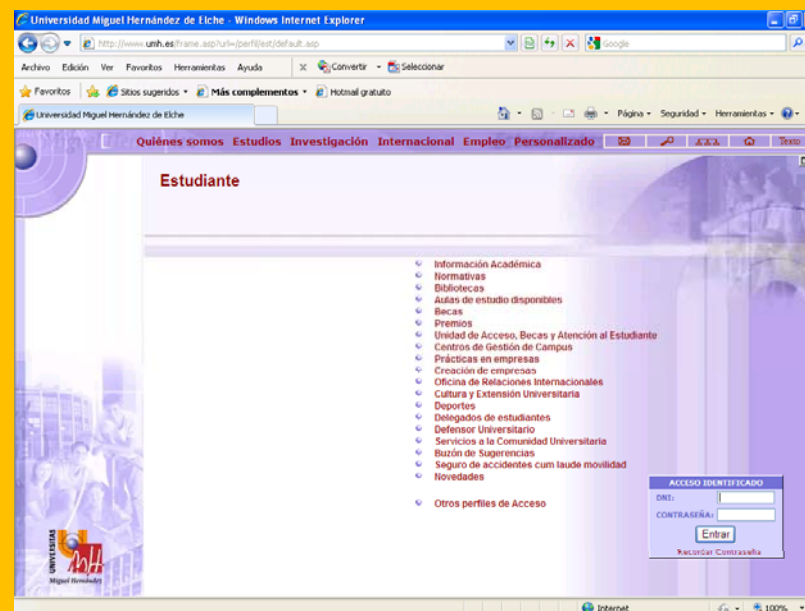 Universidad Miguel Hernández de Elche - Windows Internet Explorer
http://www.umh.es/frame.asp?url=/perfil/est/default.asp
Google
Archivo Edición Ver Favoritos Herramientas Ayuda x Convertir Seleccionar
Favoritos Sitios sugeridos Más complementos Hotmail gratuito
Universidad Miguel Hernández de Elche Página Seguridad Herramientas
Quiénes somos Estudios Investigación Internacional Empleo Personalizado Texto
Estudiante
Información Académica
Normativas
Bibliotecas
Aulas de estudio disponibles
Becas
Premios
Unidad de Acceso, Becas y Atención al Estudiante
Centros de Gestión de Campus
Prácticas en empresas
Creación de empresas
Oficina de Relaciones Internacionales
Cultura y Extensión Universitaria
Deportes
Delegados de estudiantes
Defensor Universitario
Servicios a la Comunidad Universitaria
Buzón de Sugerencias
Seguro de accidentes cum laude movilidad
Novedades
Otros perfiles de Acceso
ACCESO IDENTIFICADO
DNI:
CONTRASEÑA:
Entrar
Recordar Contraseña
UNIVERSITAS
MH
Miguel Hernández
Internet 100%